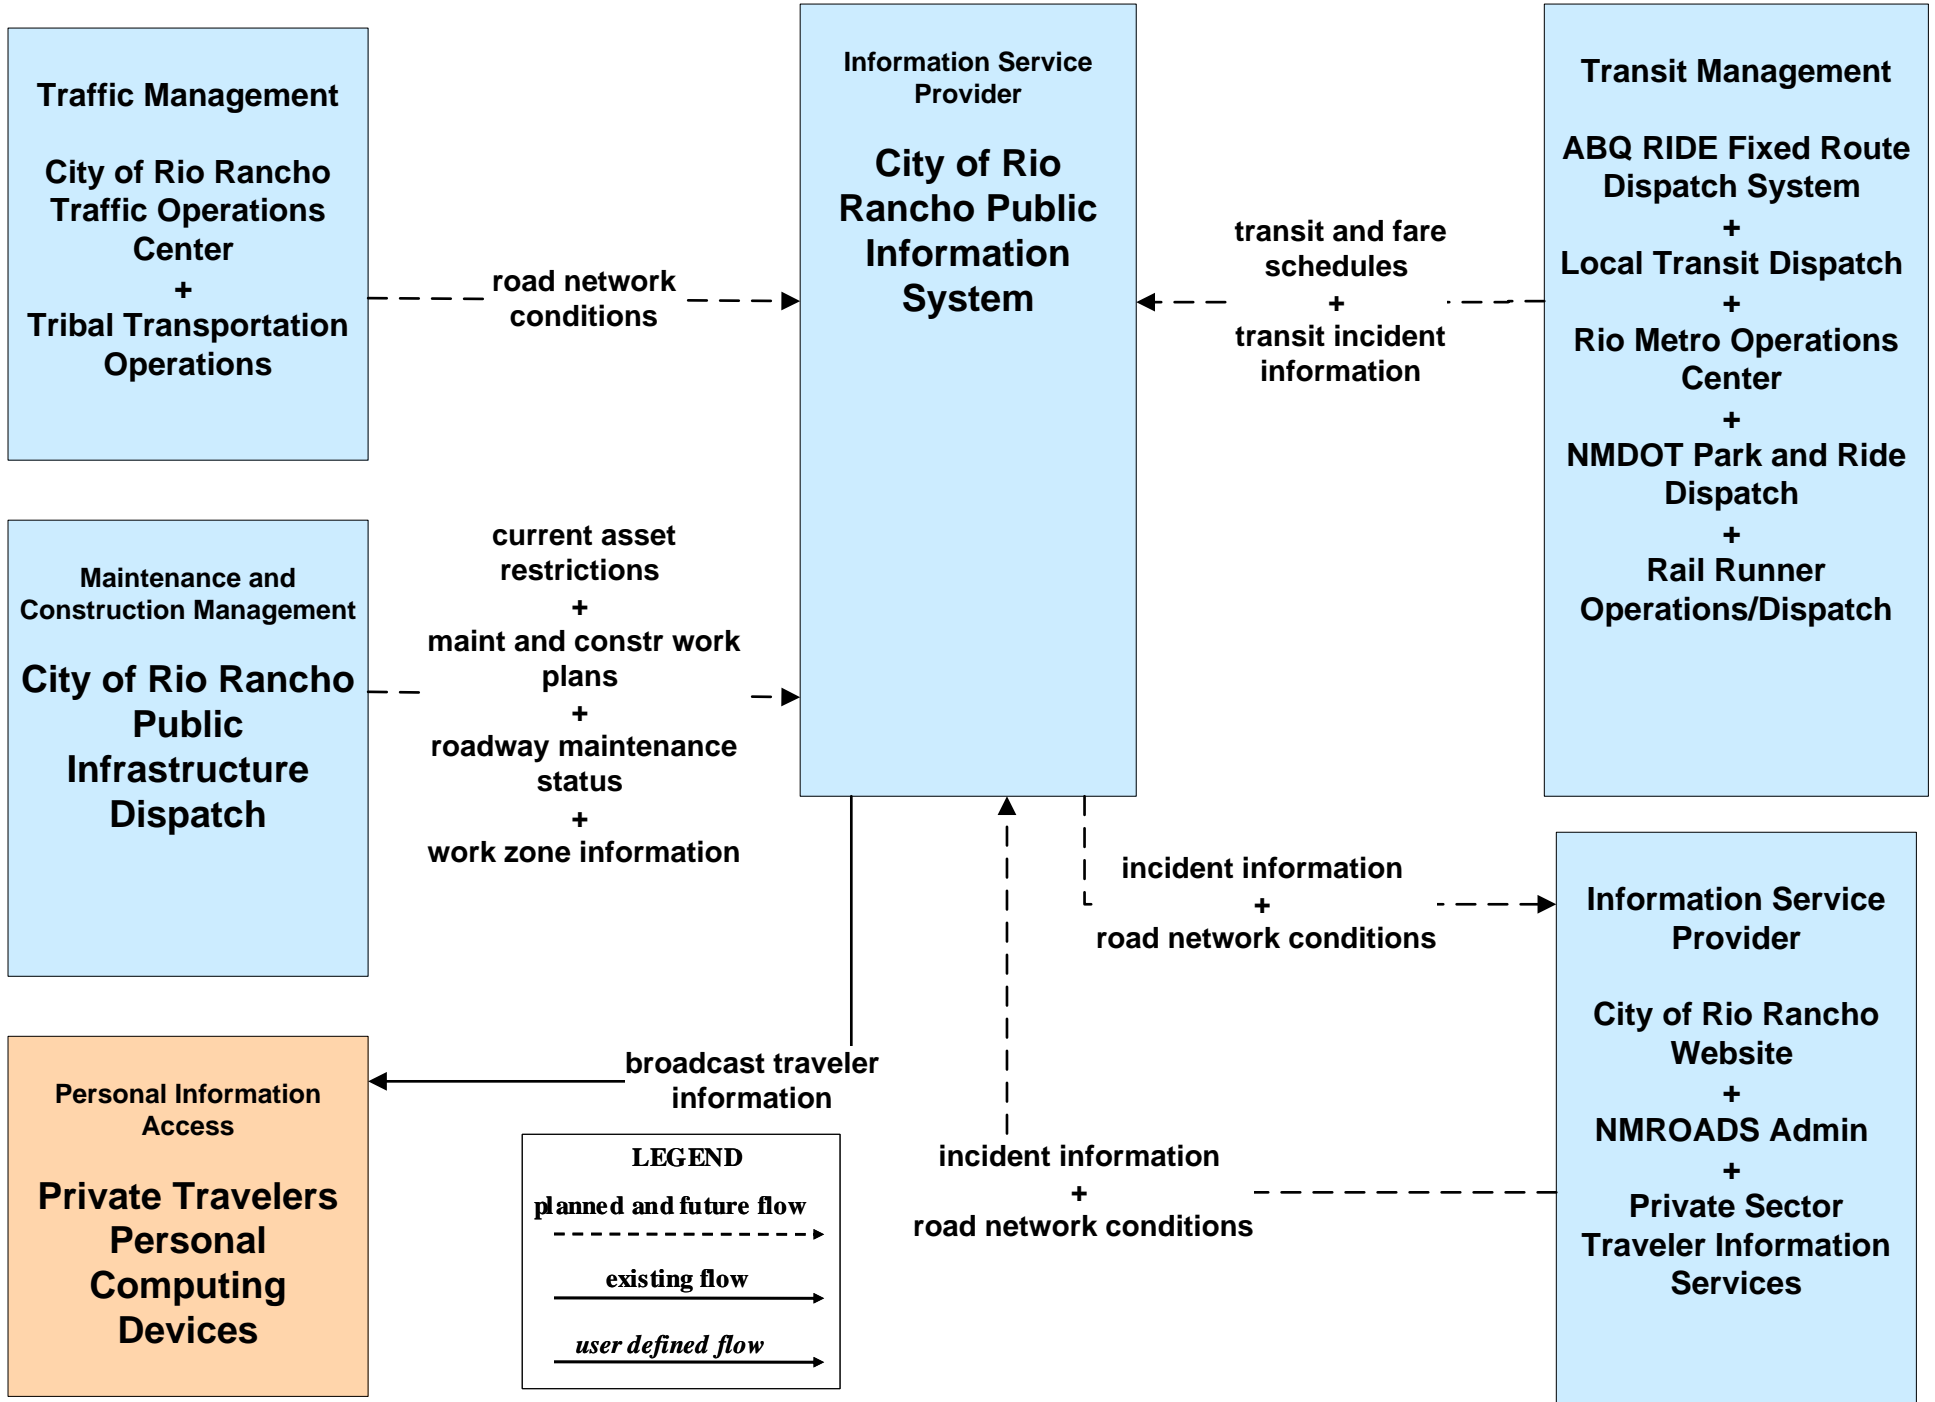 Traffic Management
City of Rio Rancho
Traffic Operations
Center
+
Tribal Transportation
Operations
road network
conditions
Information Service
Provider
City of Rio
Rancho Public
Information
System
transit and fare
schedules
+
transit incident
information
Transit Management
ABQ RIDE Fixed Route
Dispatch System
+
Local Transit Dispatch
+
Rio Metro Operations
Center
+
NMDOT Park and Ride
Dispatch
+
Rail Runner
Operations/Dispatch
Maintenance and
Construction Management
City of Rio Rancho
Public
Infrastructure
Dispatch
current asset
restrictions
+
maint and constr work
plans
+
roadway maintenance
status
+
work zone information
incident information
+
road network conditions
Information Service
Provider
City of Rio Rancho
Website
+
NMROADS Admin
+
Private Sector
Traveler Information
Services
Personal Information
Access
Private Travelers
Personal
Computing
Devices
broadcast traveler
information
LEGEND
planned and future flow
existing flow
user defined flow
incident information
+
road network conditions